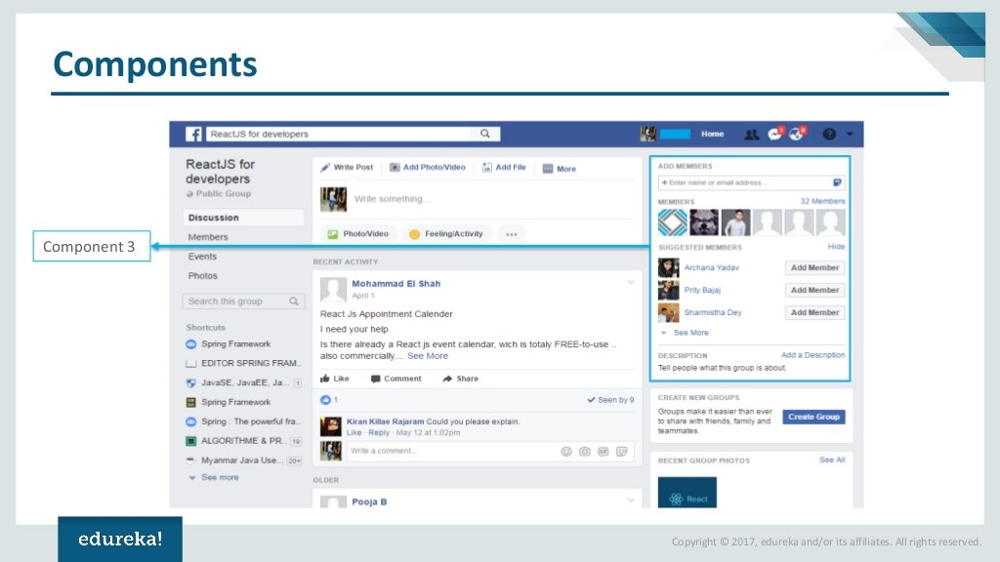 Components
ReactJS for developers
Home
ReactJS for
developers
Public Group
Discussion
Members
Events
Photos
Search this group
Shortcuts
Spring Framework
EDITOR SPRING FRAM...
JavaSE, JavaEE, Ja... 1
Spring Framework
Spring : The powerful fra..
ALGORITHME & PR.. 19
Myanmar Java Use... 20+
See more
Component 3
Write Post
Add Photo/Video
Add File
More
Write something...
Photo/Video
Feeling/Activity
RECENT ACTIVITY
Mohammad El Shah
April 1
React Js Appointment Calender
I need your help.
Is there already a React js event calendar, wich is totaly FREE-to-use ..
also commercially.... See More
Like
Comment
Share
1
Seen by 9
Kiran Killae Rajaram Could you please explain.
Like · Reply · May 12 at 1:02pm
Write a comment...
OLDER
Pooja B
ADD MEMBERS
+ Enter name or email address...
MEMBERS
32 Members
SUGGESTED MEMBERS
Hide
Archana Yadav
Add Member
Prity Bajaj
Add Member
Sharmistha Dey
Add Member
See More
DESCRIPTION
Add a Description
Tell people what this group is about.
CREATE NEW GROUPS
Groups make it easier than ever
to share with friends, family and
teammates.
Create Group
RECENT GROUP PHOTOS
See All
React
edureka!
Copyright © 2017, edureka and/or its affiliates. All rights reserved.